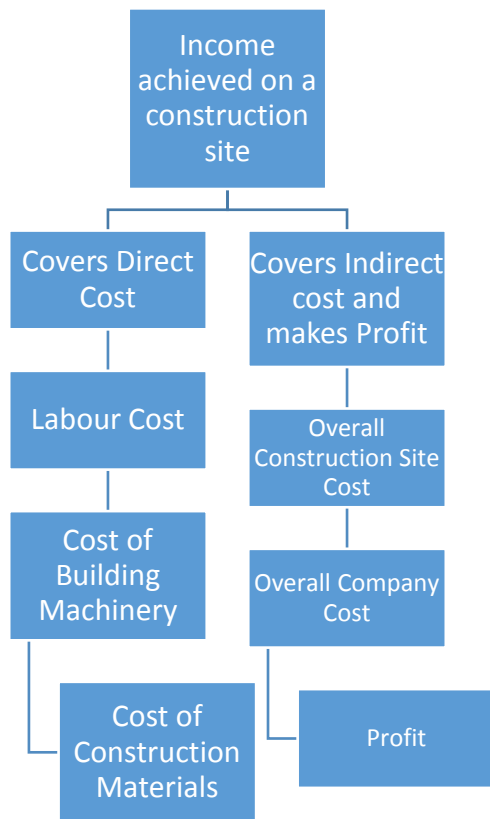 Income
achieved on a
construction
site
Covers Direct
Cost
Covers Indirect
cost and
makes Profit
Labour Cost
Overall
Construction Site
Cost
Cost of
Building
Machinery
Overall Company
Cost
Cost of
Construction
Materials
Profit